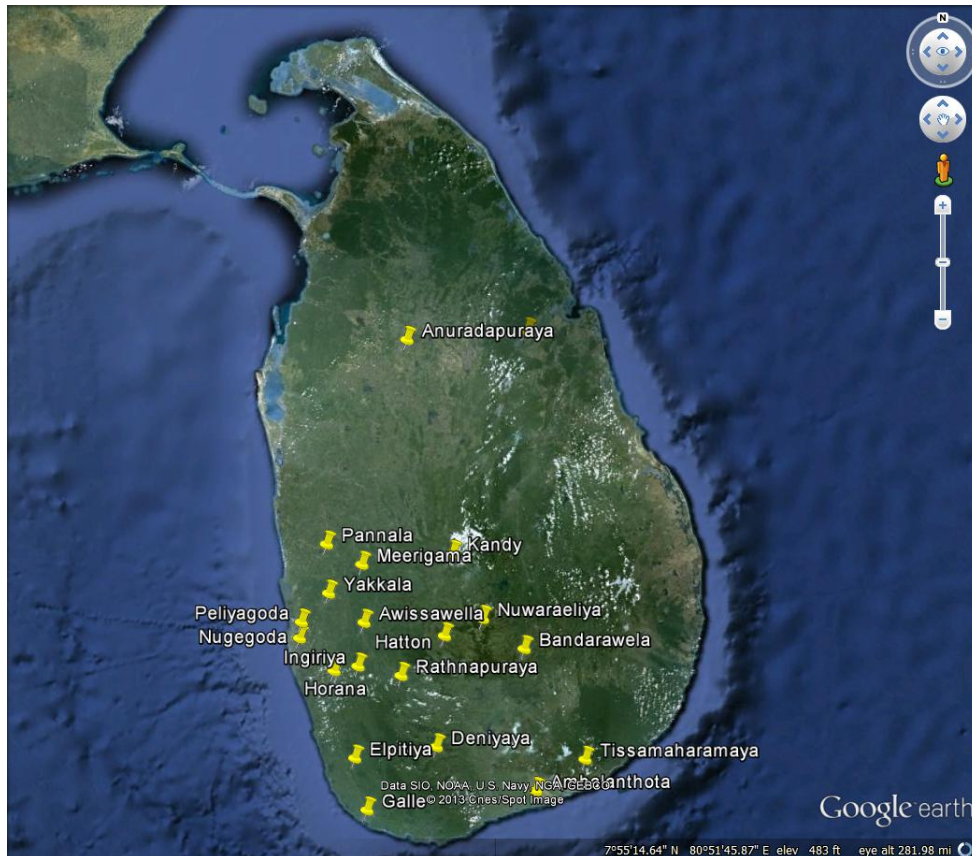 N
Anuradapuraya
Pannala
Kandy
Meerigama
Yakkala
Peliyagoda
Awissawella
Nuwaraeliya
Nugegoda
Hatton
Bandarawela
Ingiriya
Rathnapuraya
Horana
Deniyaya
Elpitiya
Tissamaharamaya
Ambalanthota
Data SIO, NOAA, U.S. Navy, NGA, GEBCO
Galle
© 2013 Cnes/Spot Image
Google earth
7°55'14.64" N 80°51'45.87" E elev 483 ft eye alt 281.98 mi